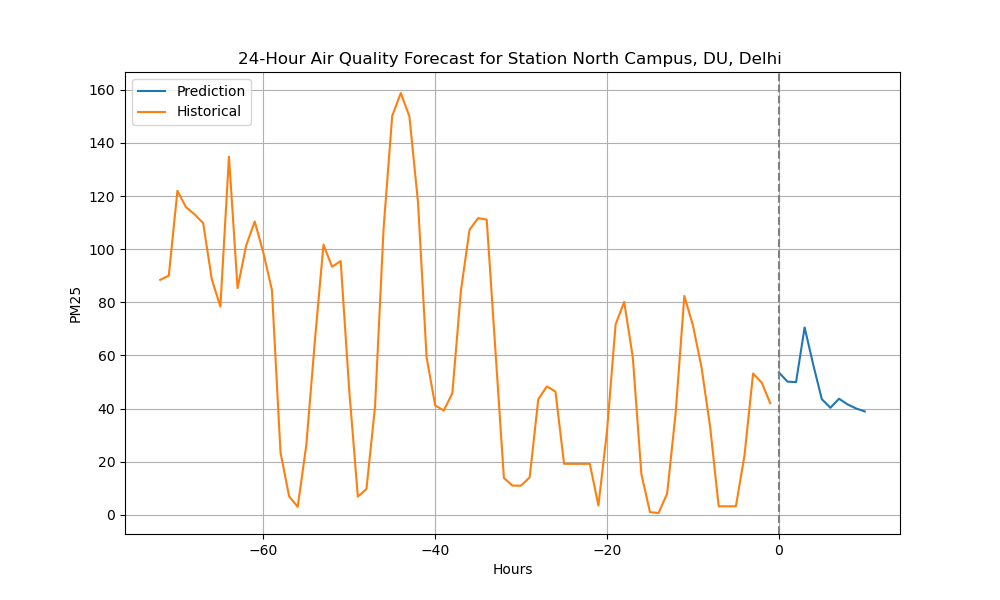 24-Hour Air Quality Forecast for Station North Campus, DU, Delhi
Prediction
Historical
160
140
120
100
80
60
40
20
0
PM25
−60
−40
−20
0
Hours